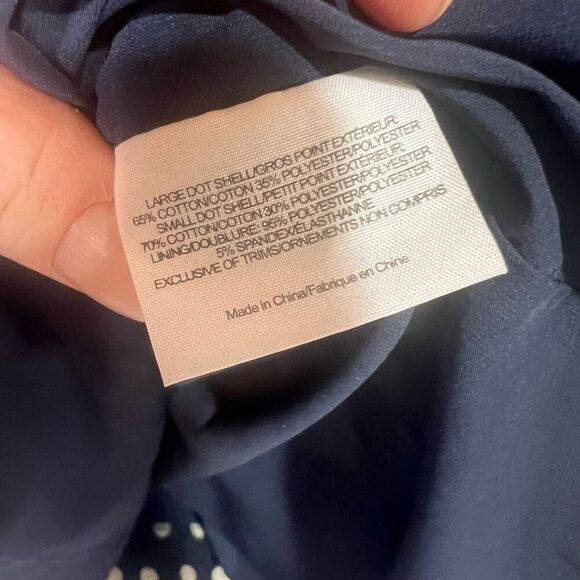 LARGE DOT SHELL/GROS POINT EXTÉRIEUR:
65% COTTON/COTON 35% POLYESTER/POLYESTER
SMALL DOT SHELL/PETIT POINT EXTÉRIEUR:
70% COTTON/COTON 30% POLYESTER/POLYESTER
LINING/DOUBLURE: 95% POLYESTER/POLYESTER
5% SPANDEX/ÉLASTHANNE
EXCLUSIVE OF TRIMS/ORNEMENTS NON COMPRIS
Made in China/Fabrique en Chine